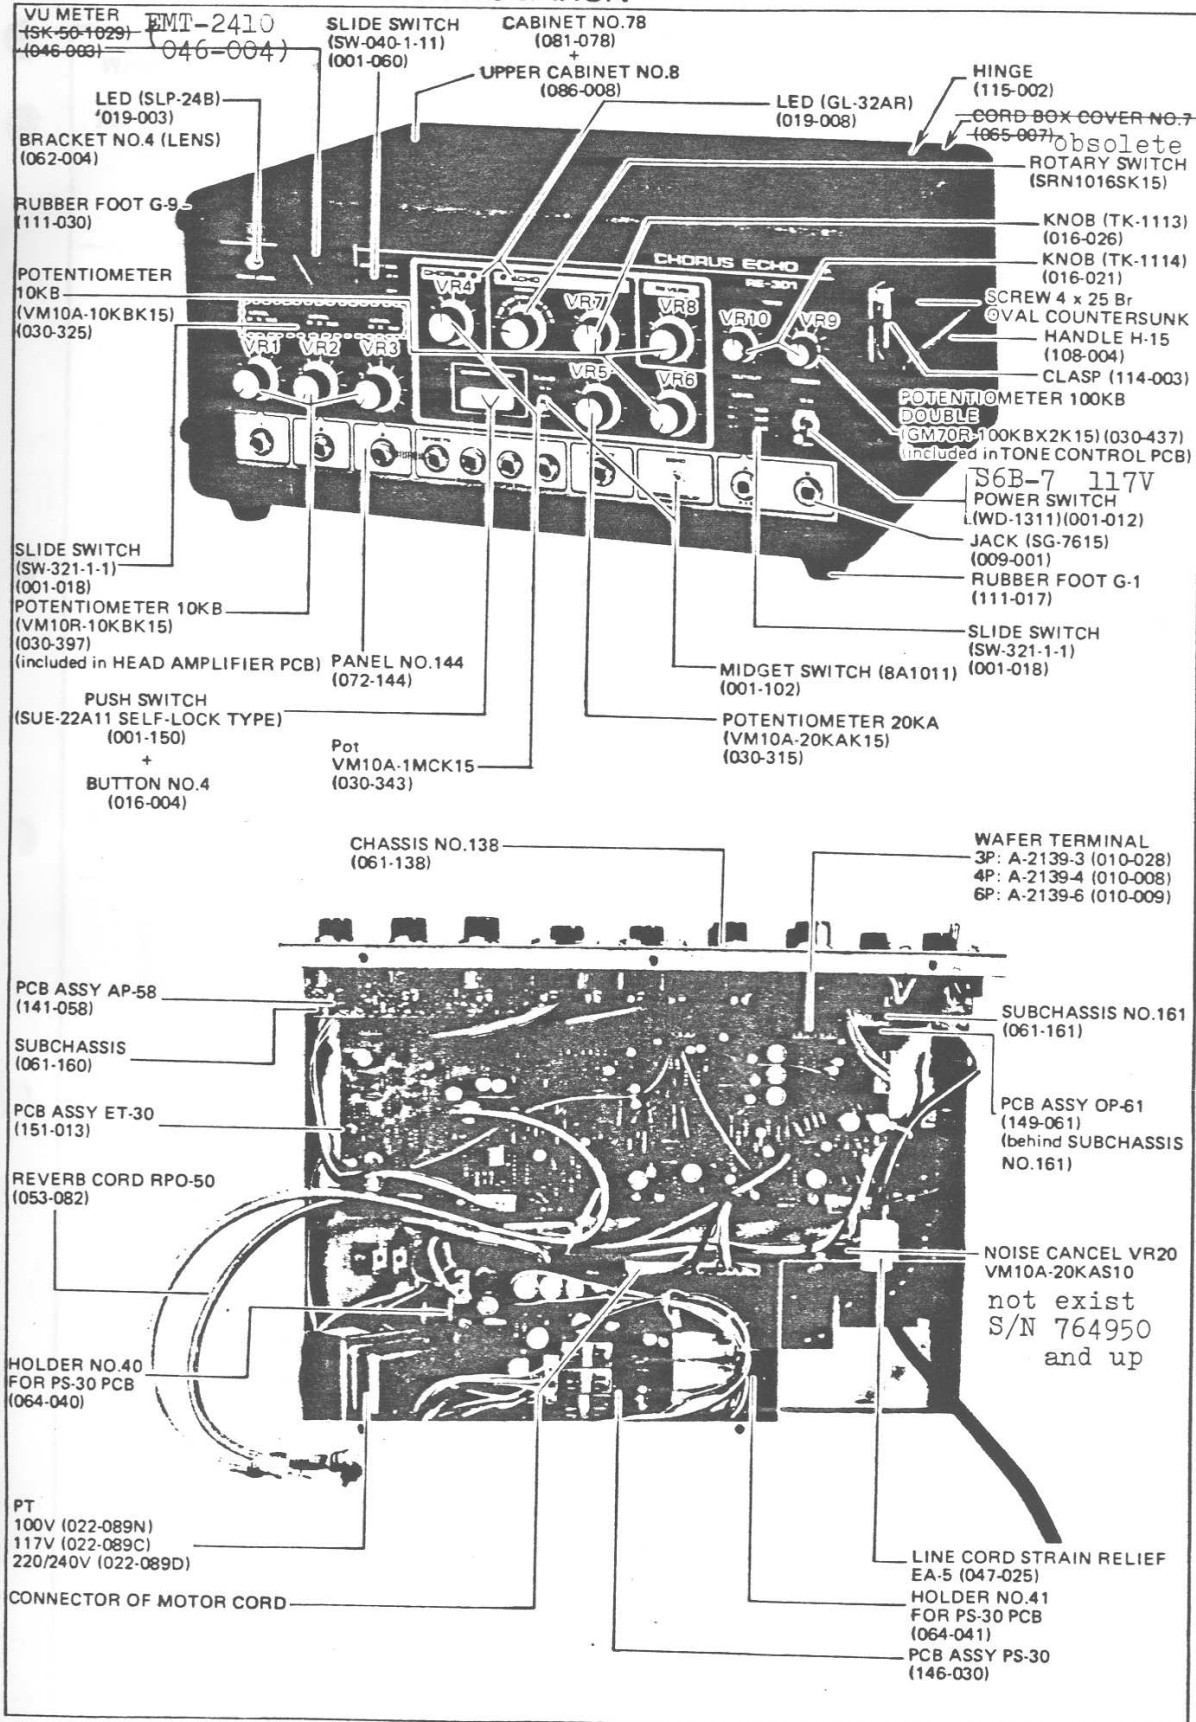 VU METER
(SK-50-1029)
(046-003)
EMT-2410
(046-004)
SLIDE SWITCH
(SW-040-1-11)
(001-060)
CABINET NO.78
(081-078)
+
UPPER CABINET NO.8
(086-008)
LED (SLP-24B)
(019-003)
BRACKET NO.4 (LENS)
(062-004)
LED (GL-32AR)
(019-008)
HINGE
(115-002)
CORD BOX COVER NO.7
(065-007) obsolete
ROTARY SWITCH
(SRN1016SK15)
RUBBER FOOT G-9
(111-030)
KNOB (TK-1113)
(016-026)
KNOB (TK-1114)
(016-021)
POTENTIOMETER
10KB
(VM10A-10KBK15)
(030-325)
SCREW 4 x 25 Br
OVAL COUNTERSUNK
HANDLE H-15
(108-004)
CLASP (114-003)
CHORUS ECHO
RE-301
VR4
VR7
VR8
VR10
VR9
VR1
VR2
VR3
VR5
VR6
POTENTIOMETER 100KB
DOUBLE
(GM70R-100KBX2K15) (030-437)
(included in TONE CONTROL PCB)
S6B-7 117V
POWER SWITCH
(WD-1311)(001-012)
JACK (SG-7615)
(009-001)
RUBBER FOOT G-1
(111-017)
SLIDE SWITCH
(SW-321-1-1)
(001-018)
POTENTIOMETER 10KB
(VM10R-10KBK15)
(030-397)
(included in HEAD AMPLIFIER PCB)
PANEL NO.144
(072-144)
SLIDE SWITCH
(SW-321-1-1)
(001-018)
MIDGET SWITCH (8A1011)
(001-102)
PUSH SWITCH
(SUE-22A11 SELF-LOCK TYPE)
(001-150)
+
BUTTON NO.4
(016-004)
Pot
VM10A-1MCK15
(030-343)
POTENTIOMETER 20KA
(VM10A-20KAK15)
(030-315)
CHASSIS NO.138
(061-138)
WAFER TERMINAL
3P: A-2139-3 (010-028)
4P: A-2139-4 (010-008)
6P: A-2139-6 (010-009)
PCB ASSY AP-58
(141-058)
SUBCHASSIS
(061-160)
SUBCHASSIS NO.161
(061-161)
PCB ASSY ET-30
(151-013)
PCB ASSY OP-61
(149-061)
(behind SUBCHASSIS
NO.161)
REVERB CORD RPO-50
(053-082)
NOISE CANCEL VR20
VM10A-20KAS10
not exist
S/N 764950
and up
HOLDER NO.40
FOR PS-30 PCB
(064-040)
PT
100V (022-089N)
117V (022-089C)
220/240V (022-089D)
CONNECTOR OF MOTOR CORD
LINE CORD STRAIN RELIEF
EA-5 (047-025)
HOLDER NO.41
FOR PS-30 PCB
(064-041)
PCB ASSY PS-30
(146-030)